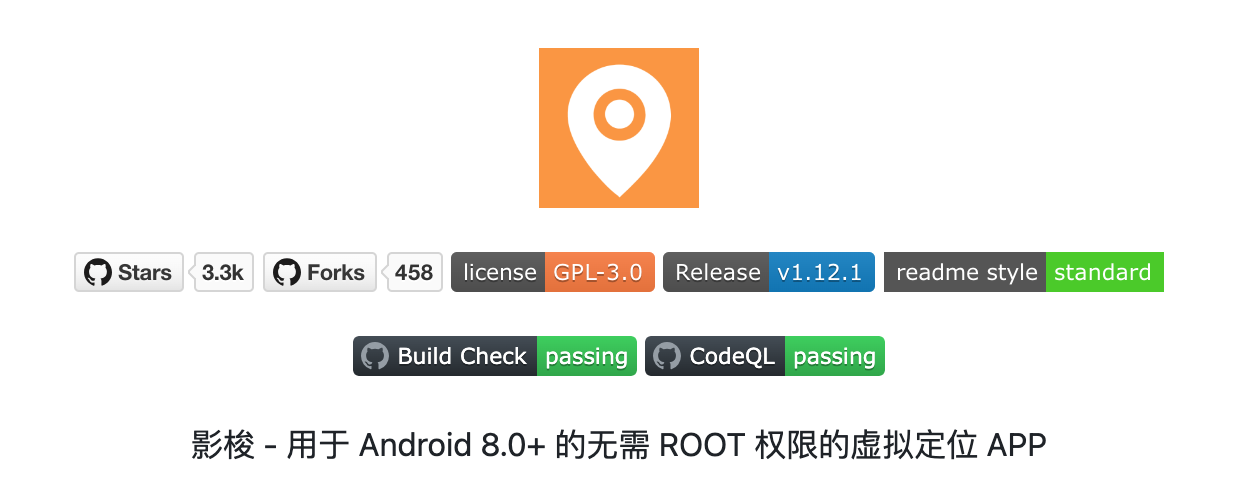 Stars 3.3k Forks 458 license GPL-3.0 Release v1.12.1 readme style standard
Build Check passing CodeQL passing
影梭 - 用于 Android 8.0+ 的无需 ROOT 权限的虚拟定位 APP